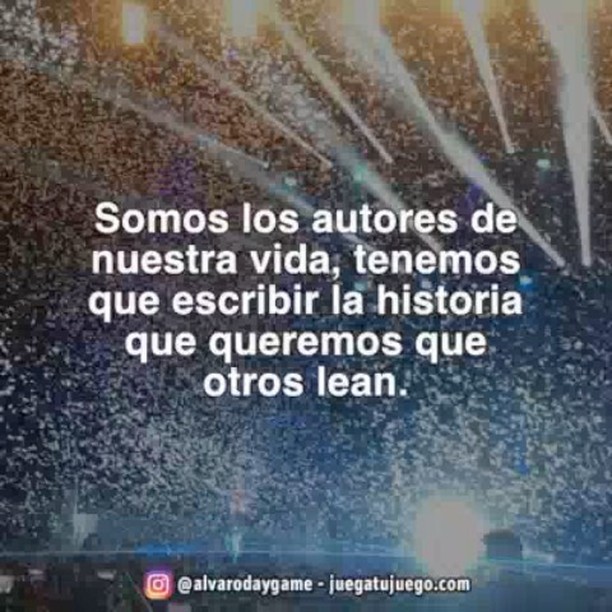 Somos los autores de
nuestra vida, tenemos
que escribir la historia
que queremos que
otros lean.
@alvarodaygame - juegatujuego.com